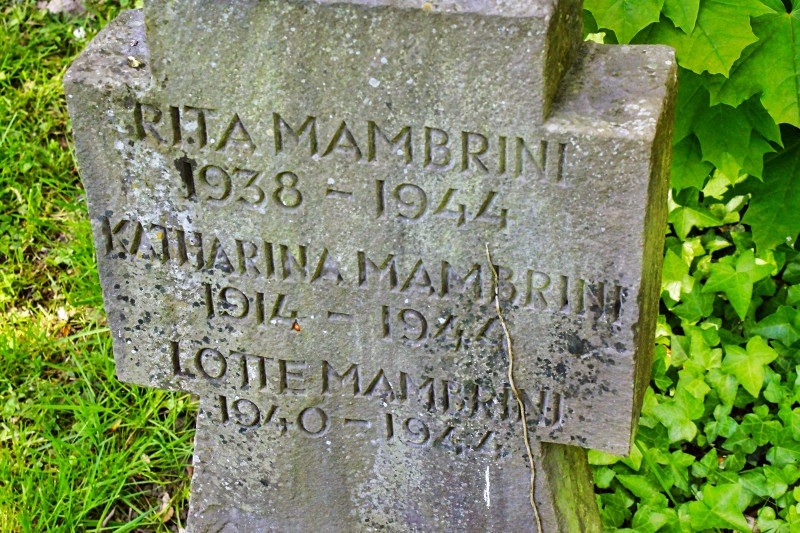 RITA MAMBRINI
1938 - 1944
KATHARINA MAMBRINI
1914 - 1944
LOTTE MAMBRINI
1940 - 1944